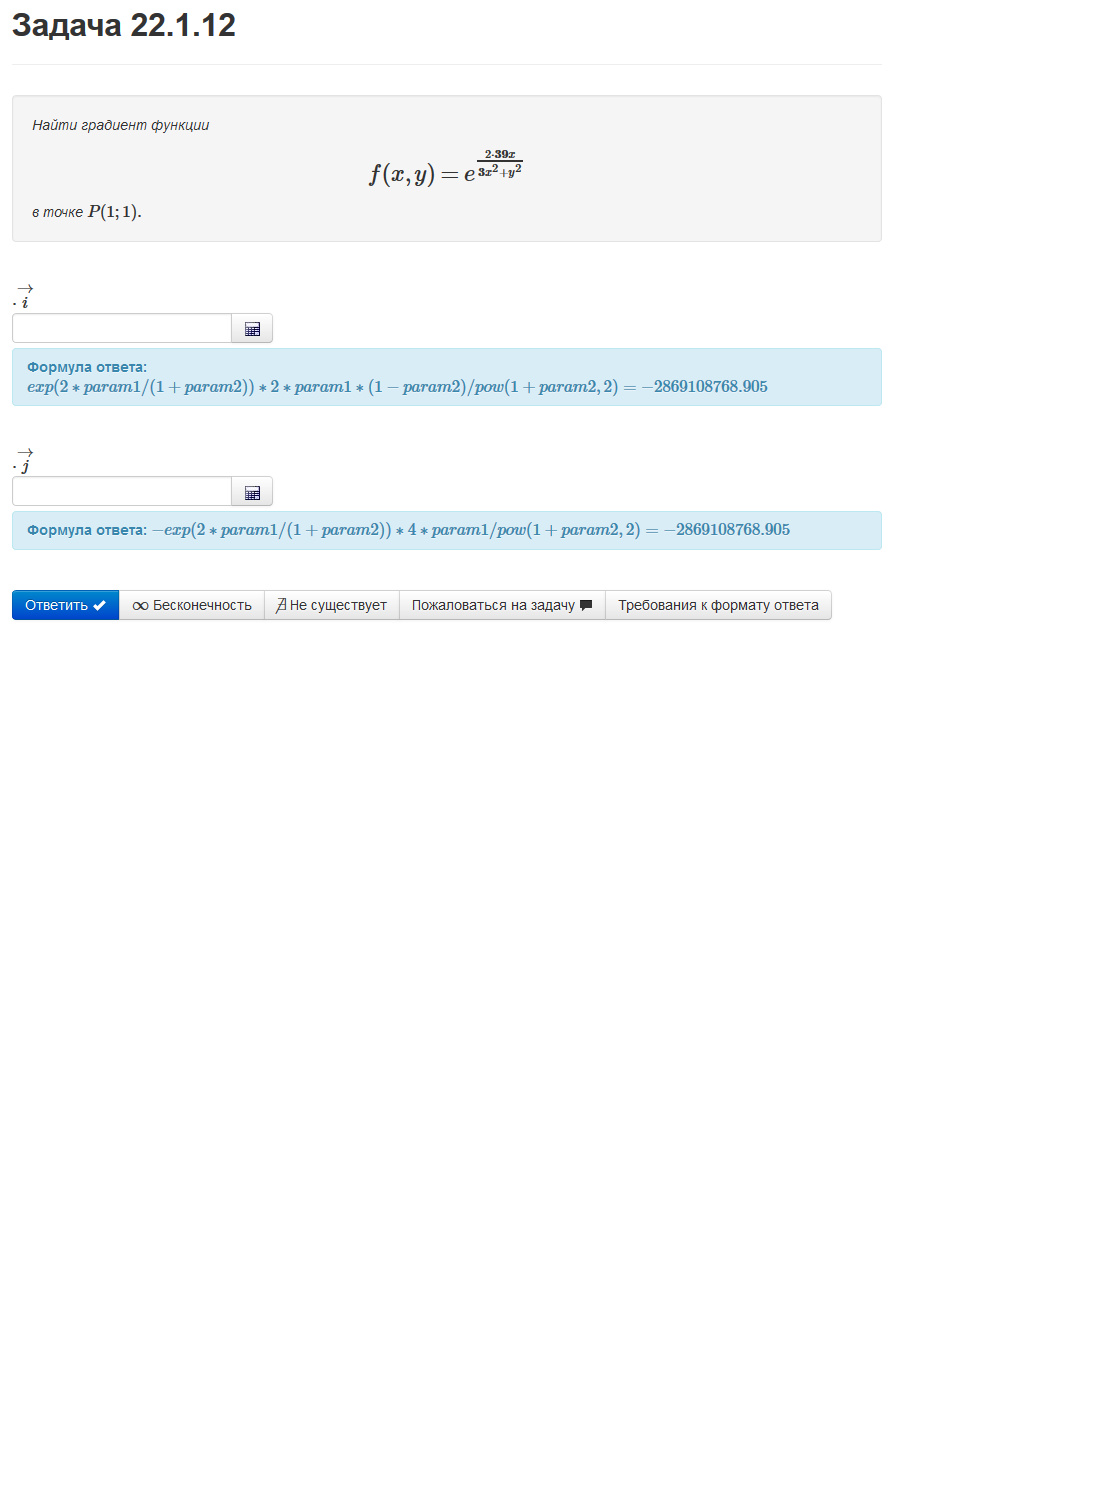 Задача 22.1.12
Найти градиент функции
f(x, y) = e^{\frac{2·39x}{3x^2+y^2}}
в точке P(1; 1).
· \vec{i}
Формула ответа:
exp(2 * param1/(1 + param2)) * 2 * param1 * (1 − param2)/pow(1 + param2, 2) = −2869108768.905
· \vec{j}
Формула ответа: −exp(2 * param1/(1 + param2)) * 4 * param1/pow(1 + param2, 2) = −2869108768.905
Ответить ✔ ∞ Бесконечность ∄ Не существует Пожаловаться на задачу Требования к формату ответа